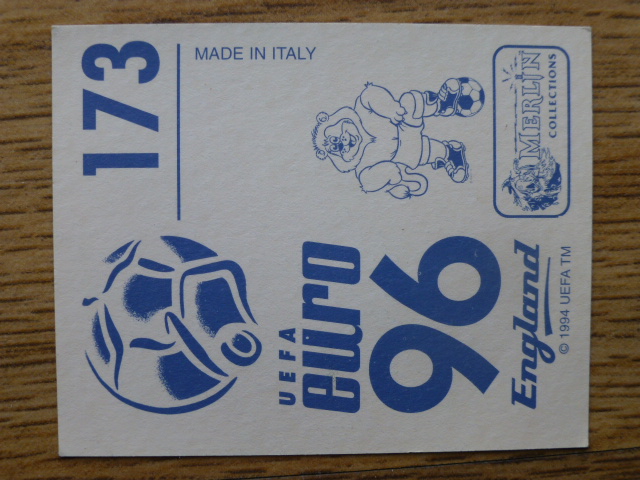 173
MADE IN ITALY
MERLIN
COLLECTIONS
UEFA
euro
96
England
© 1994 UEFA TM